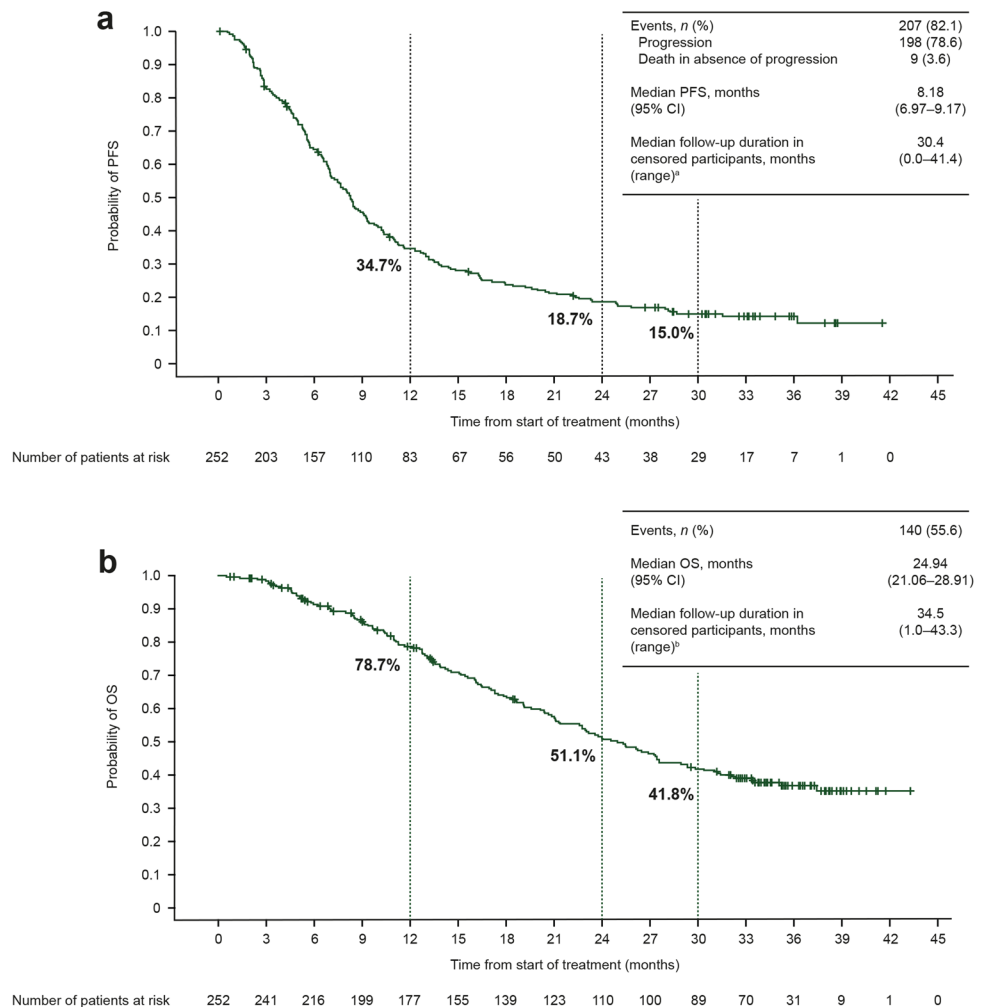 a
Events, n (%) 207 (82.1)
Progression 198 (78.6)
Death in absence of progression 9 (3.6)
Median PFS, months 8.18
(95% CI) (6.97–9.17)
Median follow-up duration in 30.4
censored participants, months (0.0–41.4)
(range)ᵃ
Probability of PFS
1.0
0.9
0.8
0.7
0.6
0.5
0.4
0.3
0.2
0.1
0
34.7%
18.7%
15.0%
0 3 6 9 12 15 18 21 24 27 30 33 36 39 42 45
Time from start of treatment (months)
Number of patients at risk 252 203 157 110 83 67 56 50 43 38 29 17 7 1 0
b
Events, n (%) 140 (55.6)
Median OS, months 24.94
(95% CI) (21.06–28.91)
Median follow-up duration in 34.5
censored participants, months (1.0–43.3)
(range)ᵇ
Probability of OS
1.0
0.9
0.8
0.7
0.6
0.5
0.4
0.3
0.2
0.1
0
78.7%
51.1%
41.8%
0 3 6 9 12 15 18 21 24 27 30 33 36 39 42 45
Time from start of treatment (months)
Number of patients at risk 252 241 216 199 177 155 139 123 110 100 89 70 31 9 1 0